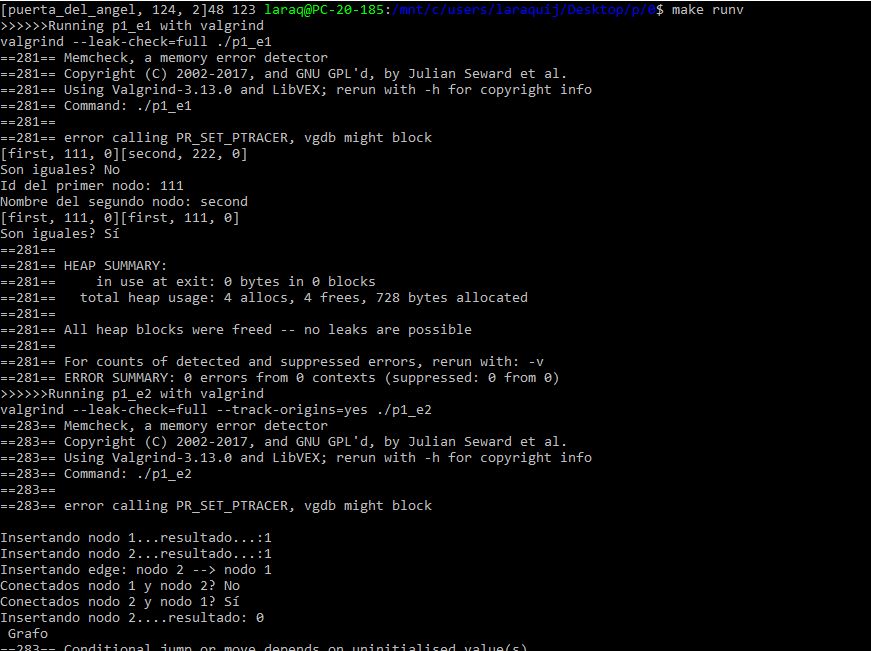 [puerta_del_angel, 124, 2]48 123 laraq@PC-20-185:/mnt/c/users/laraquij/Desktop/p/0$ make runv
>>>>>>Running p1_e1 with valgrind
valgrind --leak-check=full ./p1_e1
==281== Memcheck, a memory error detector
==281== Copyright (C) 2002-2017, and GNU GPL'd, by Julian Seward et al.
==281== Using Valgrind-3.13.0 and LibVEX; rerun with -h for copyright info
==281== Command: ./p1_e1
==281==
==281== error calling PR_SET_PTRACER, vgdb might block
[first, 111, 0][second, 222, 0]
Son iguales? No
Id del primer nodo: 111
Nombre del segundo nodo: second
[first, 111, 0][first, 111, 0]
Son iguales? Sí
==281==
==281== HEAP SUMMARY:
==281==     in use at exit: 0 bytes in 0 blocks
==281==   total heap usage: 4 allocs, 4 frees, 728 bytes allocated
==281==
==281== All heap blocks were freed -- no leaks are possible
==281==
==281== For counts of detected and suppressed errors, rerun with: -v
==281== ERROR SUMMARY: 0 errors from 0 contexts (suppressed: 0 from 0)
>>>>>>Running p1_e2 with valgrind
valgrind --leak-check=full --track-origins=yes ./p1_e2
==283== Memcheck, a memory error detector
==283== Copyright (C) 2002-2017, and GNU GPL'd, by Julian Seward et al.
==283== Using Valgrind-3.13.0 and LibVEX; rerun with -h for copyright info
==283== Command: ./p1_e2
==283==
==283== error calling PR_SET_PTRACER, vgdb might block
Insertando nodo 1...resultado...:1
Insertando nodo 2...resultado...:1
Insertando edge: nodo 2 --> nodo 1
Conectados nodo 1 y nodo 2? No
Conectados nodo 2 y nodo 1? Sí
Insertando nodo 2....resultado: 0
Grafo
==283== Conditional jump or move depends on uninitialised value(s)